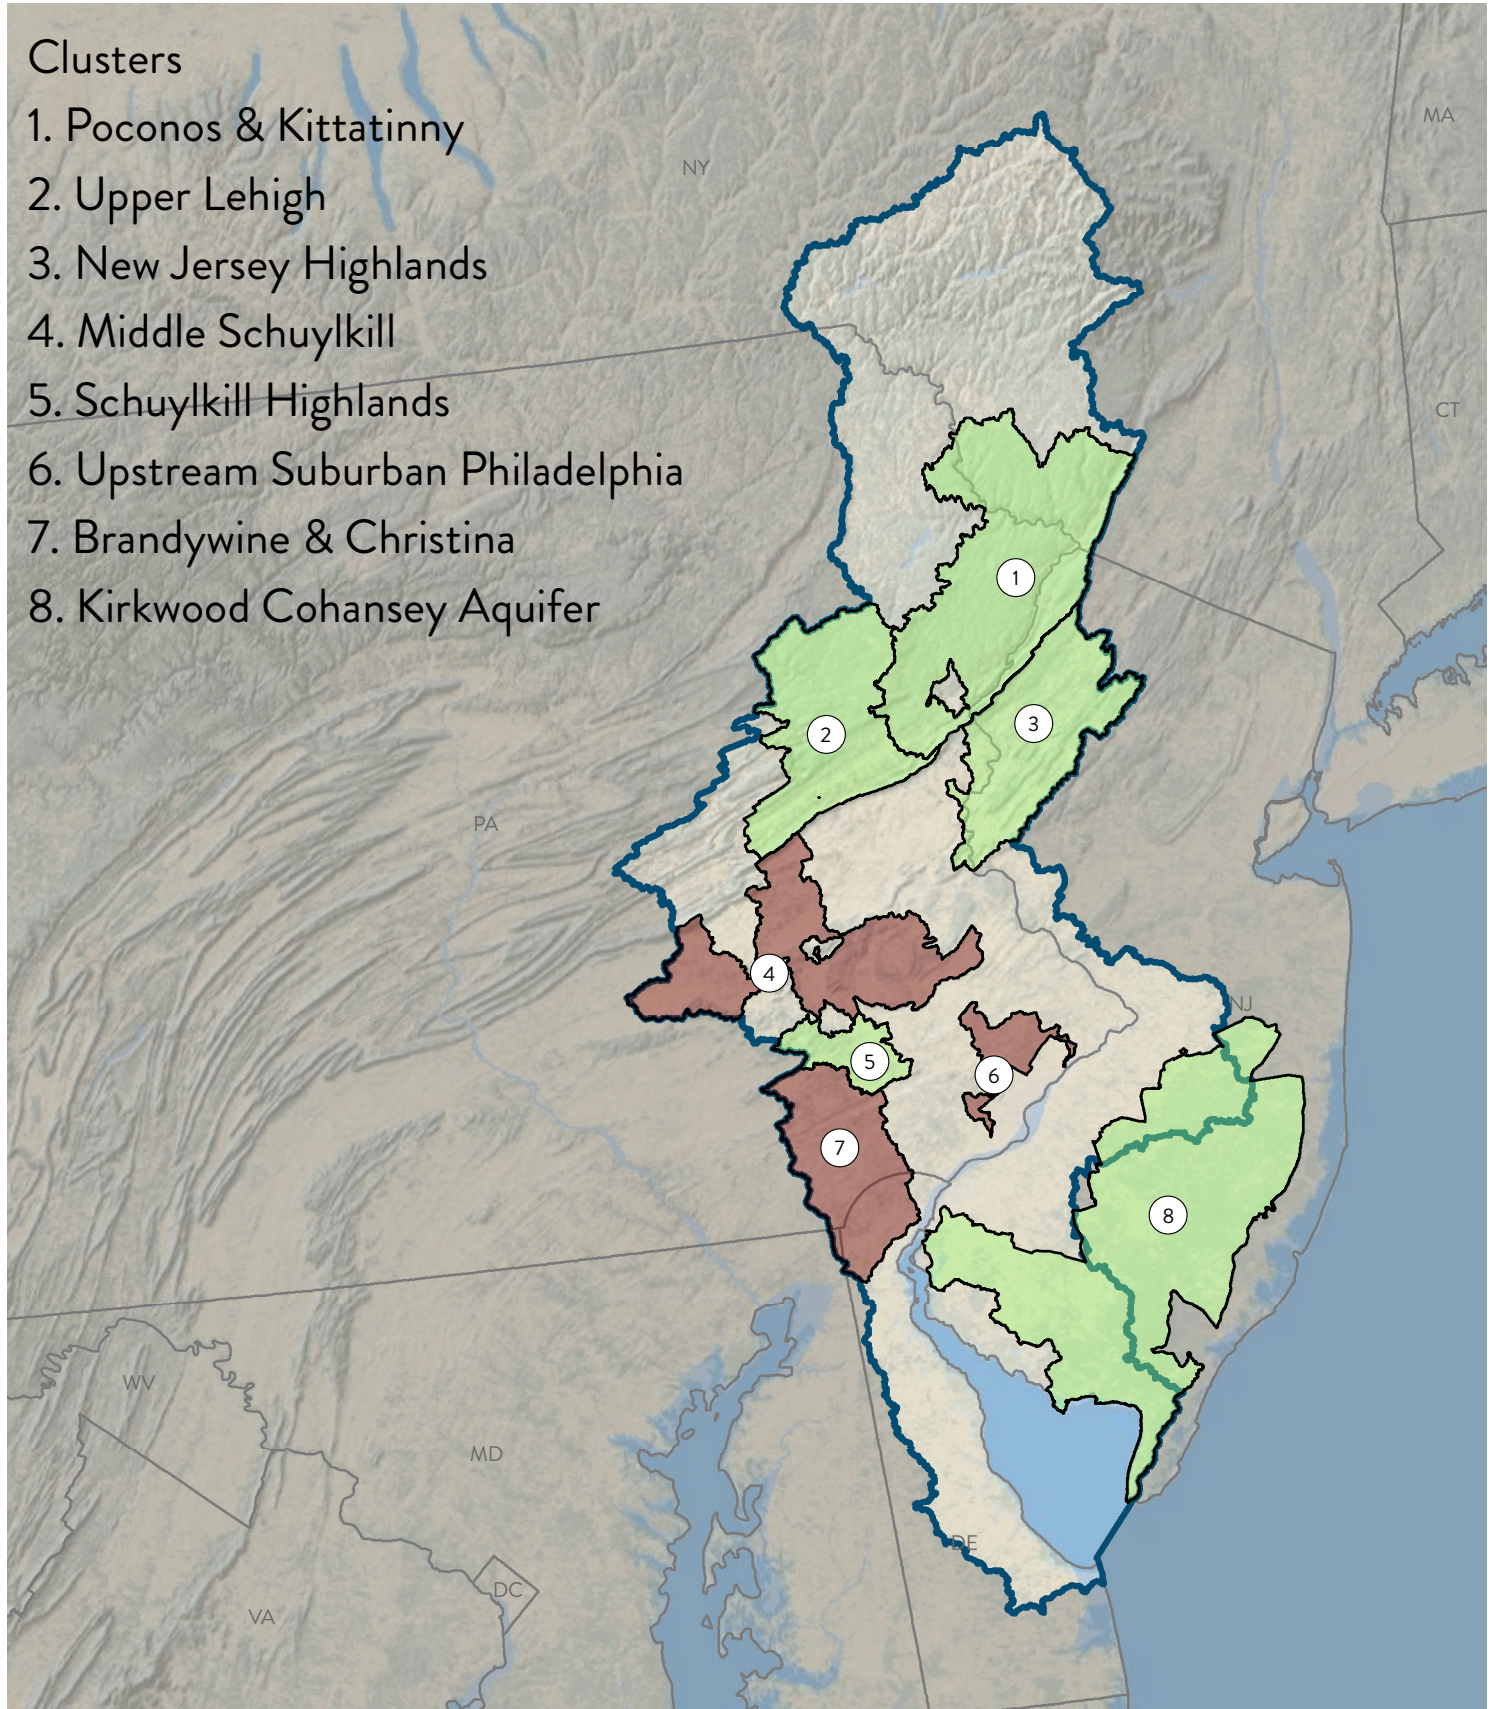 Clusters
1. Poconos & Kittatinny
2. Upper Lehigh
3. New Jersey Highlands
4. Middle Schuylkill
5. Schuylkill Highlands
6. Upstream Suburban Philadelphia
7. Brandywine & Christina
8. Kirkwood Cohansey Aquifer
MA
NY
CT
1
3
2
PA
4
NJ
5
6
7
8
WV
MD
DE
DC
VA